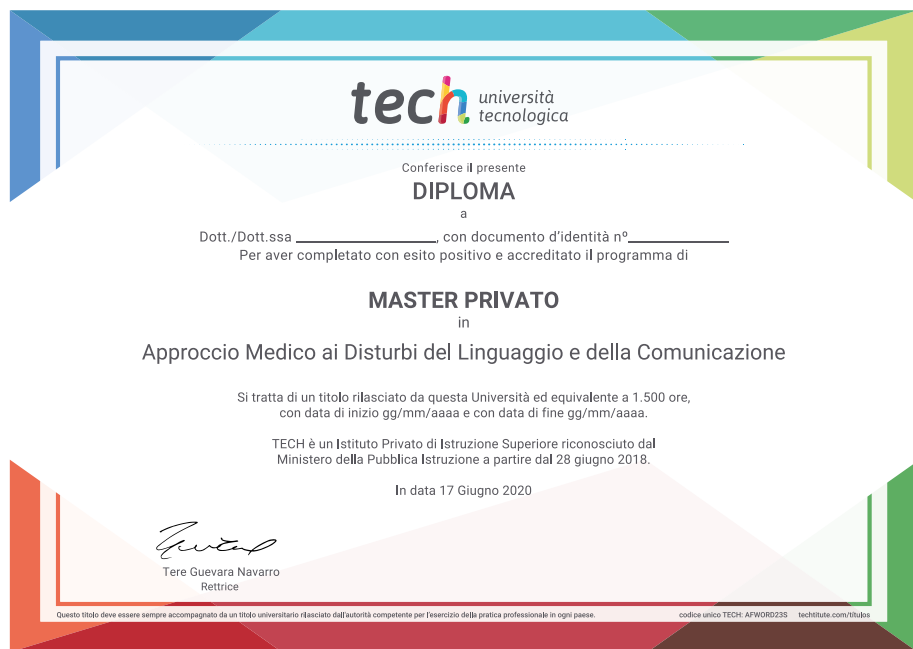 tech università
tecnologica
Conferisce il presente
DIPLOMA
a
Dott./Dott.ssa ____________________, con documento d'identità nº______________
Per aver completato con esito positivo e accreditato il programma di
MASTER PRIVATO
in
Approccio Medico ai Disturbi del Linguaggio e della Comunicazione
Si tratta di un titolo rilasciato da questa Università ed equivalente a 1.500 ore,
con data di inizio gg/mm/aaaa e con data di fine gg/mm/aaaa.
TECH è un Istituto Privato di Istruzione Superiore riconosciuto dal
Ministero della Pubblica Istruzione a partire dal 28 giugno 2018.
In data 17 Giugno 2020
Tere Guevara Navarro
Rettrice
Questo titolo deve essere sempre accompagnato da un titolo universitario rilasciato dall'autorità competente per l'esercizio della pratica professionale in ogni paese. codice unico TECH: AFWORD23S techtitute.com/títulos